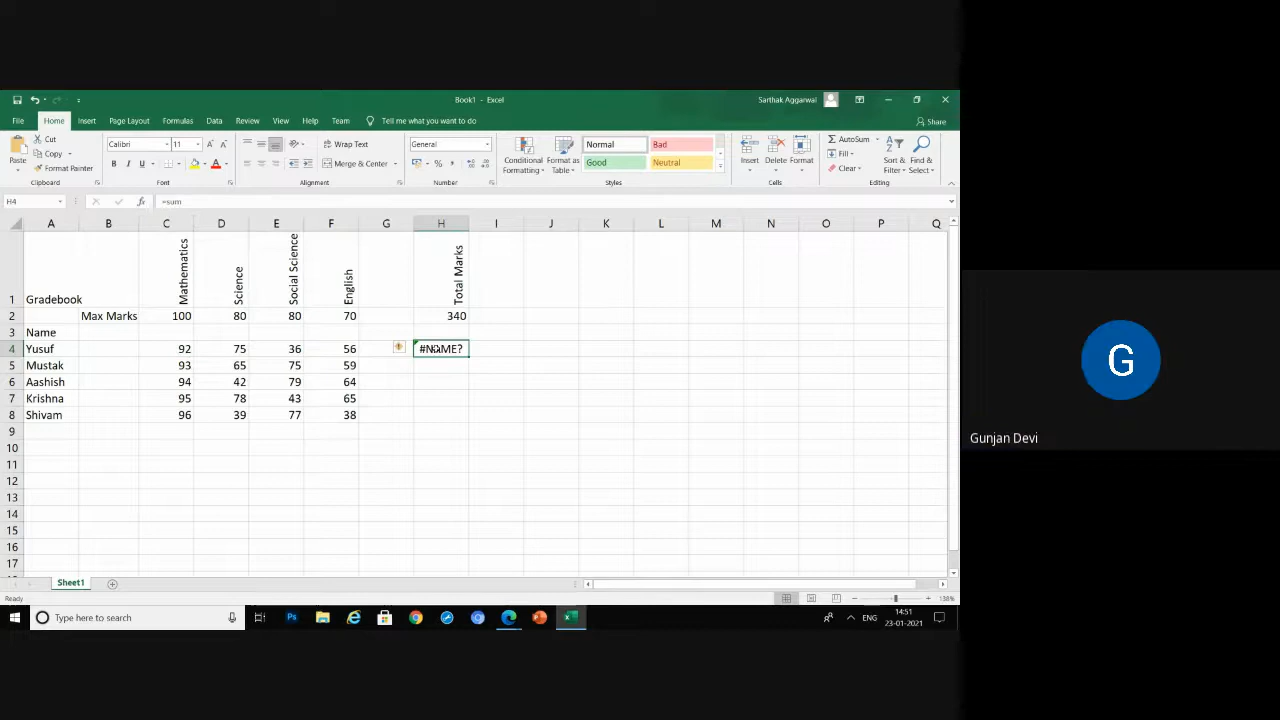 Book1 - Excel
Sarthak Aggarwal
File Home Insert Page Layout Formulas Data Review View Help Team Tell me what you want to do
Share
Paste
Cut
Copy
Format Painter
Clipboard
Calibri 11
B I U
Font
Wrap Text
Merge & Center
Alignment
General
Number
Conditional Formatting
Format as Table
Normal Bad
Good Neutral
Styles
Insert Delete Format
Cells
AutoSum
Fill
Clear
Sort & Filter
Find & Select
Editing
H4 =sum
A B C D E F G H I J K L M N O P Q
1 Gradebook Mathematics Science Social Science English Total Marks
2 Max Marks 100 80 80 70 340
3 Name
4 Yusuf 92 75 36 56 #NAME?
5 Mustak 93 65 75 59
6 Aashish 94 42 79 64
7 Krishna 95 78 43 65
8 Shivam 96 39 77 38
9
10
11
12
13
14
15
16
17
Sheet1
Ready
138%
Type here to search
Ps
ENG
14:51
23-01-2021
G
Gunjan Devi